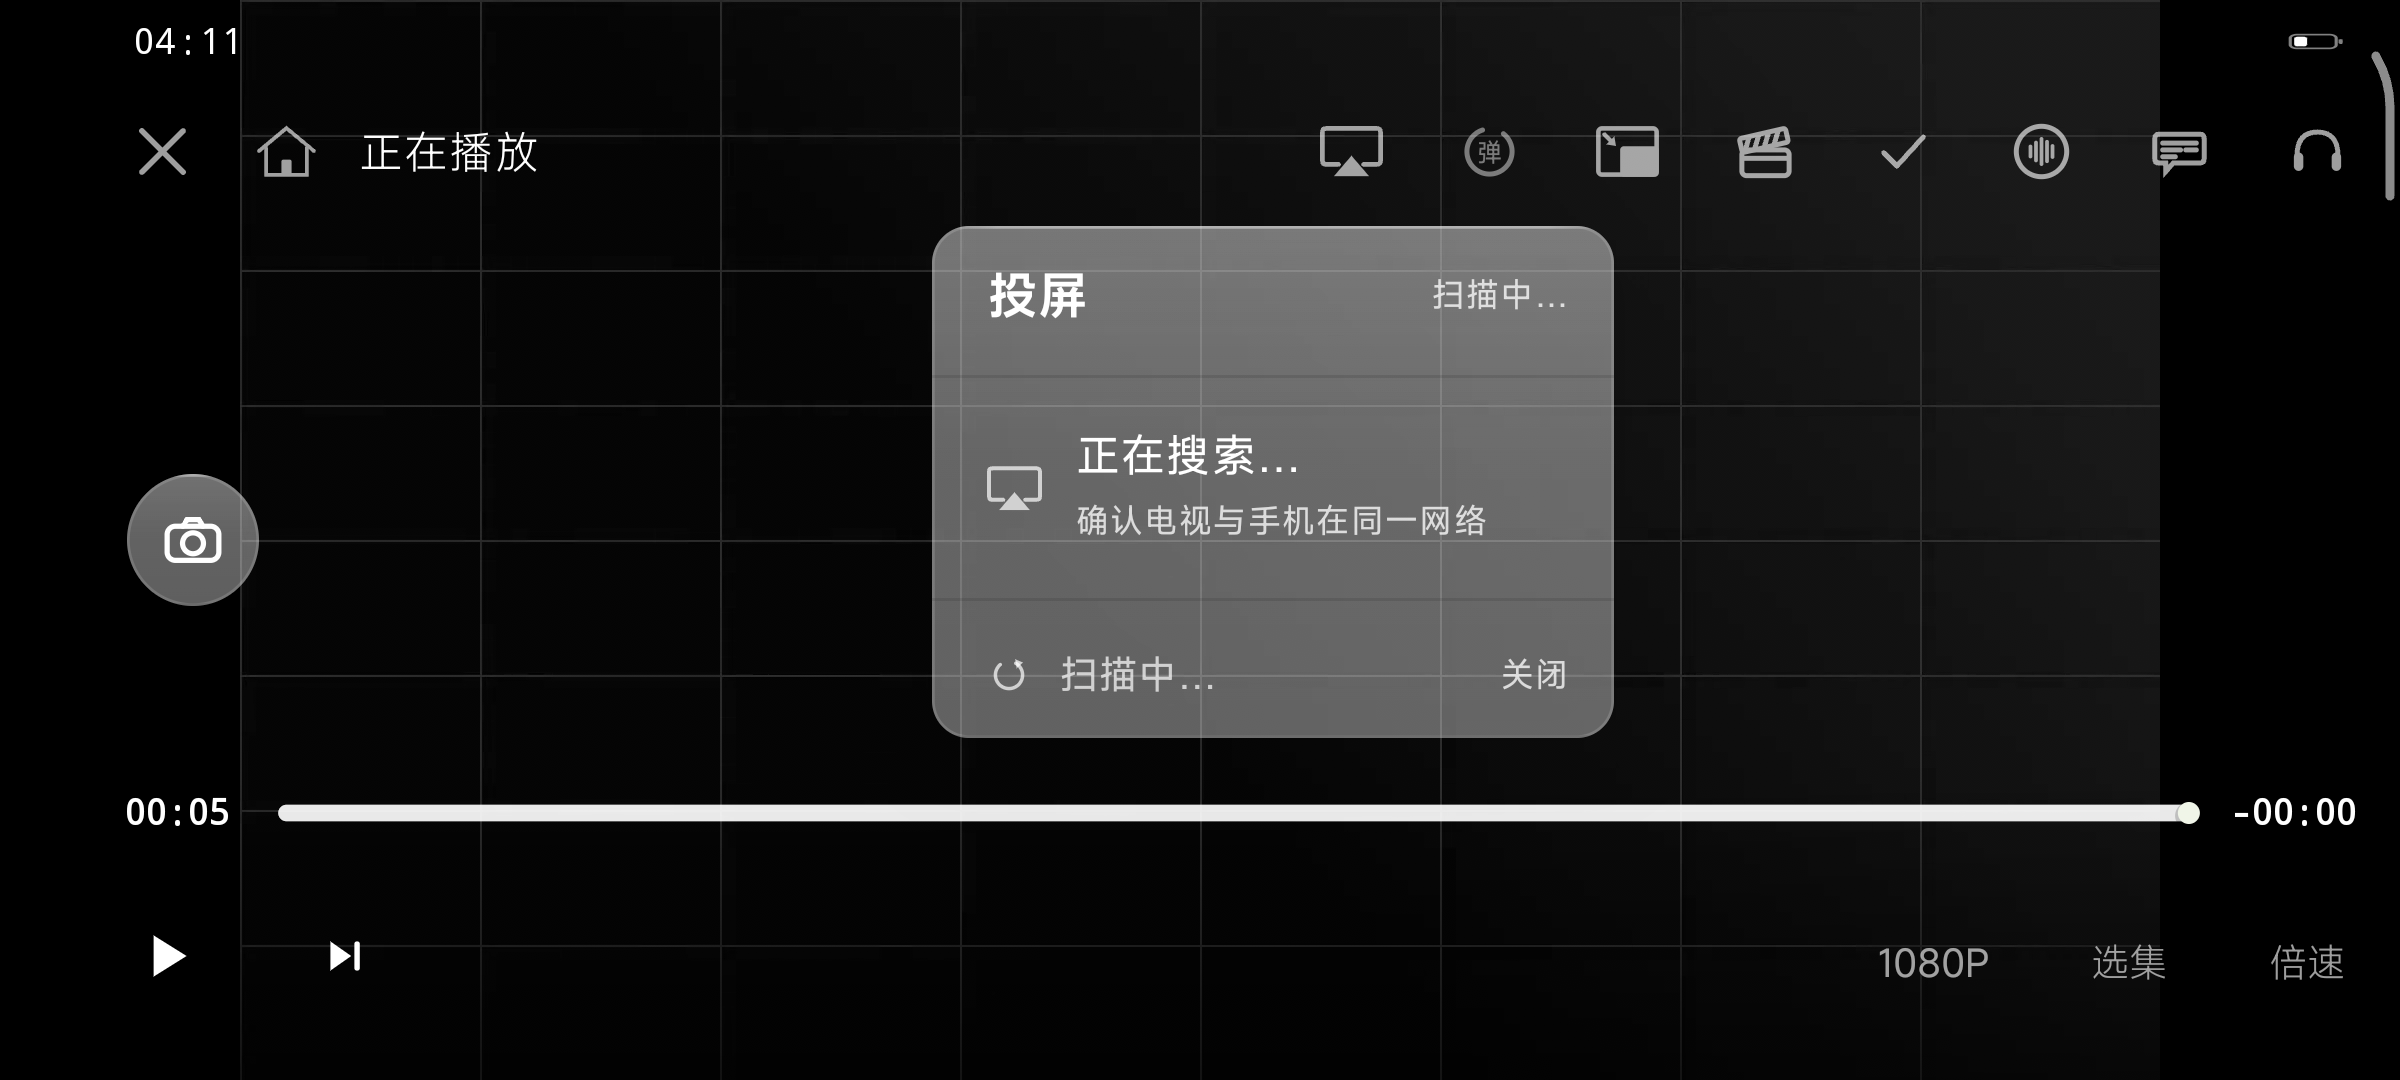 04:11
正在播放
弹
投屏
扫描中...
正在搜索...
确认电视与手机在同一网络
扫描中...
关闭
00:05
-00:00
1080P
选集
倍速